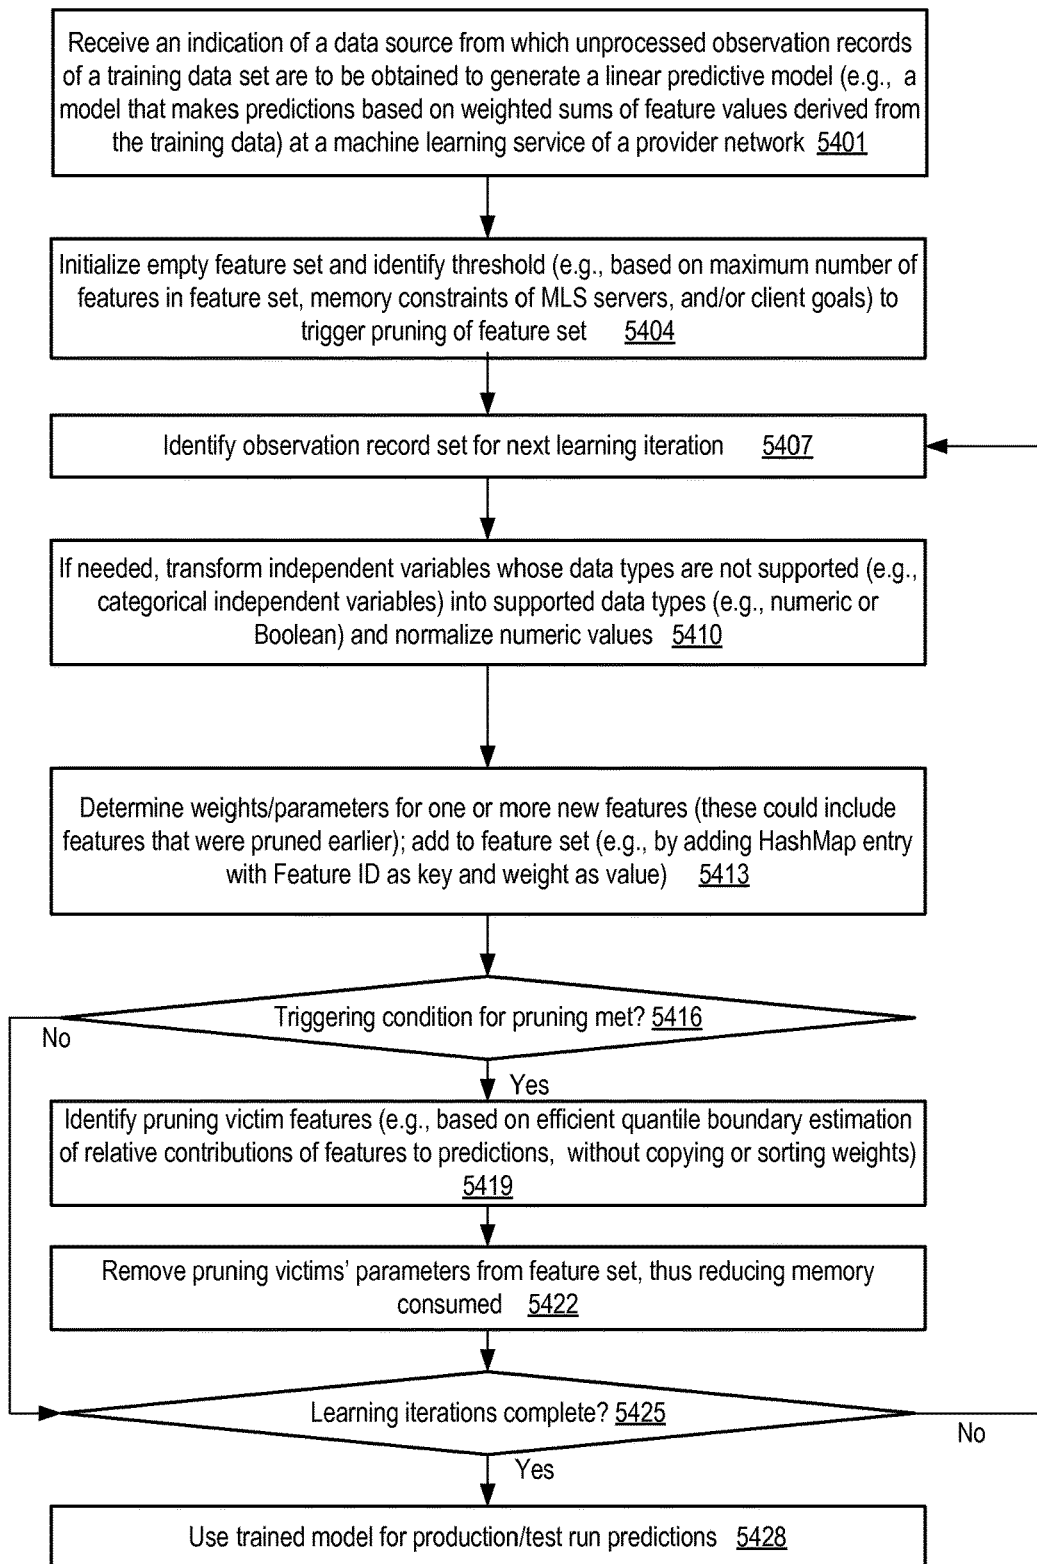 Receive an indication of a data source from which unprocessed observation records
of a training data set are to be obtained to generate a linear predictive model (e.g., a
model that makes predictions based on weighted sums of feature values derived from
the training data) at a machine learning service of a provider network 5401
Initialize empty feature set and identify threshold (e.g., based on maximum number of
features in feature set, memory constraints of MLS servers, and/or client goals) to
trigger pruning of feature set 5404
Identify observation record set for next learning iteration 5407
If needed, transform independent variables whose data types are not supported (e.g.,
categorical independent variables) into supported data types (e.g., numeric or
Boolean) and normalize numeric values 5410
Determine weights/parameters for one or more new features (these could include
features that were pruned earlier); add to feature set (e.g., by adding HashMap entry
with Feature ID as key and weight as value) 5413
Triggering condition for pruning met? 5416
No
Yes
Identify pruning victim features (e.g., based on efficient quantile boundary estimation
of relative contributions of features to predictions, without copying or sorting weights)
5419
Remove pruning victims' parameters from feature set, thus reducing memory
consumed 5422
Learning iterations complete? 5425
No
Yes
Use trained model for production/test run predictions 5428